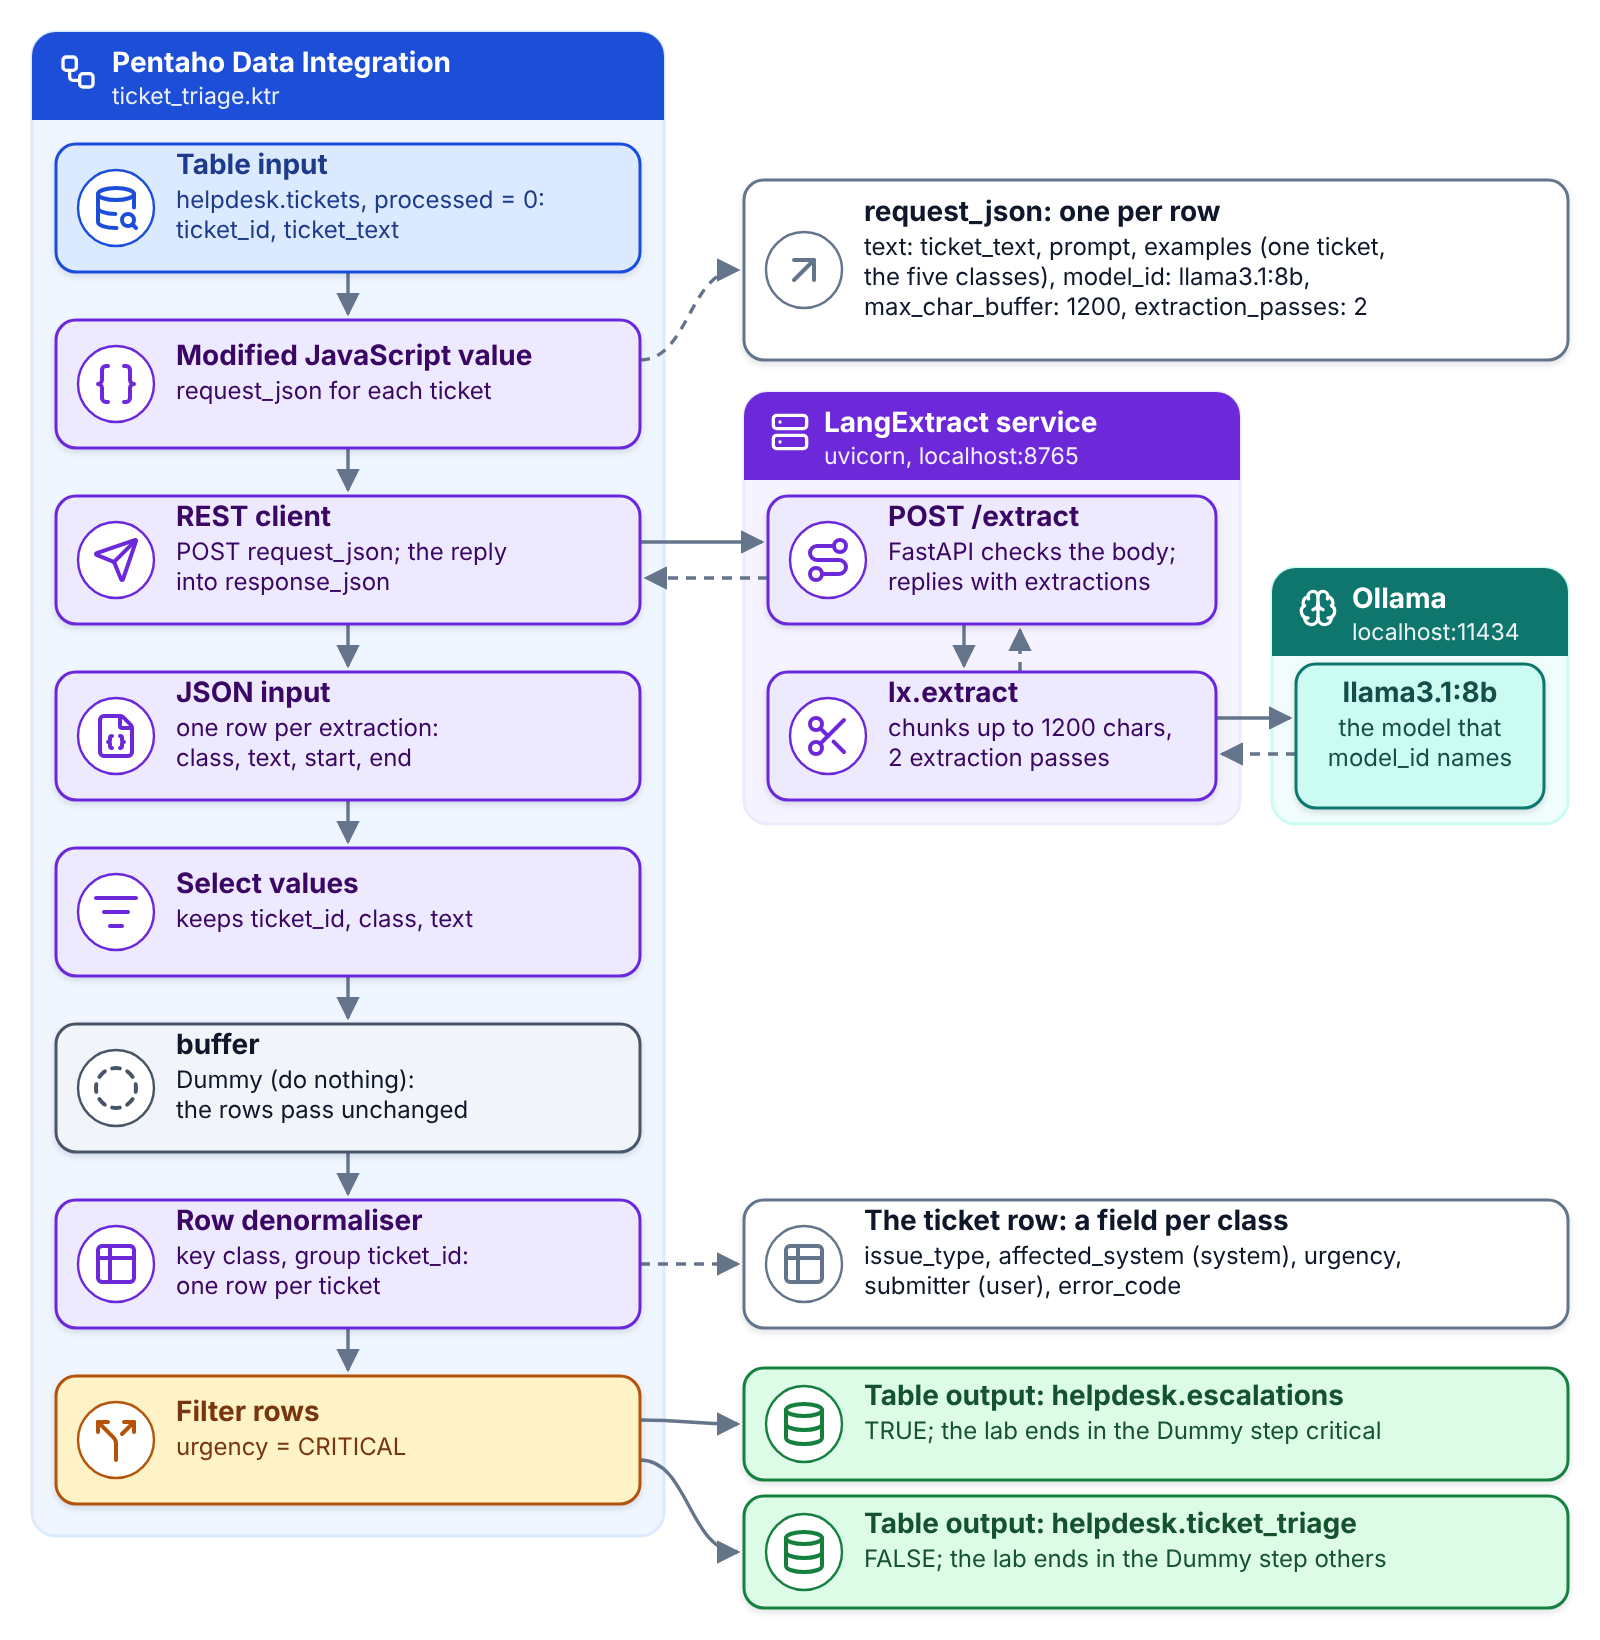 Pentaho Data Integration
ticket_triage.ktr
Table input
helpdesk.tickets, processed = 0:
ticket_id, ticket_text
Modified JavaScript value
request_json for each ticket
request_json: one per row
text: ticket_text, prompt, examples (one ticket,
the five classes), model_id: llama3.1:8b,
max_char_buffer: 1200, extraction_passes: 2
LangExtract service
uvicorn, localhost:8765
REST client
POST request_json; the reply
into response_json
POST /extract
FastAPI checks the body;
replies with extractions
Ollama
localhost:11434
JSON input
one row per extraction:
class, text, start, end
lx.extract
chunks up to 1200 chars,
2 extraction passes
llama3.1:8b
the model that
model_id names
Select values
keeps ticket_id, class, text
buffer
Dummy (do nothing):
the rows pass unchanged
Row denormaliser
key class, group ticket_id:
one row per ticket
The ticket row: a field per class
issue_type, affected_system (system), urgency,
submitter (user), error_code
Filter rows
urgency = CRITICAL
Table output: helpdesk.escalations
TRUE; the lab ends in the Dummy step critical
Table output: helpdesk.ticket_triage
FALSE; the lab ends in the Dummy step others